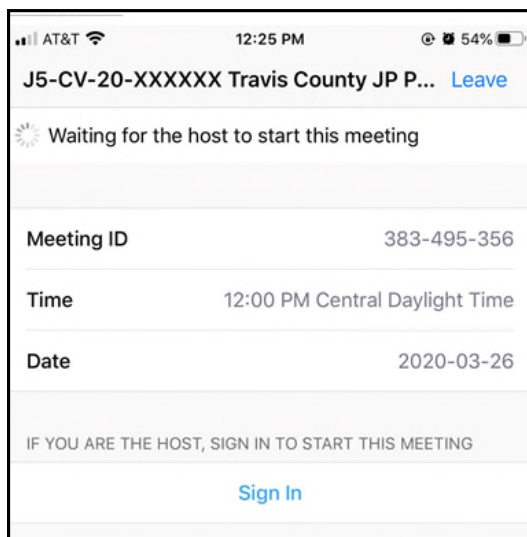 AT&T 12:25 PM 54%
J5-CV-20-XXXXXX Travis County JP P... Leave
Waiting for the host to start this meeting
Meeting ID 383-495-356
Time 12:00 PM Central Daylight Time
Date 2020-03-26
IF YOU ARE THE HOST, SIGN IN TO START THIS MEETING
Sign In